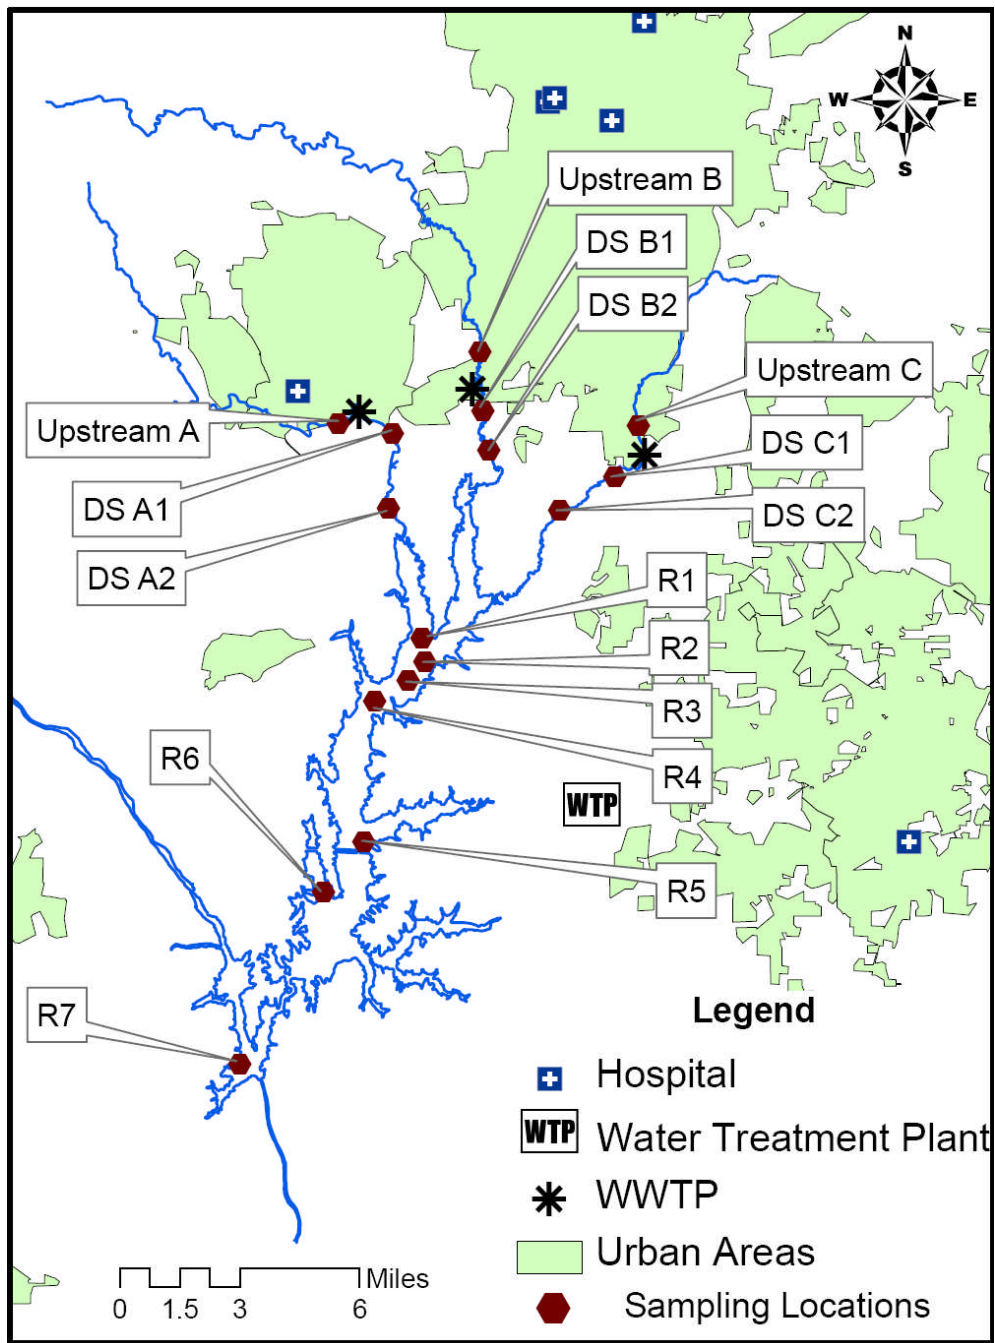 N
W E
S
Upstream B
DS B1
DS B2
Upstream C
Upstream A
DS C1
DS A1
DS C2
DS A2
R1
R2
R3
R6
R4
WTP
R5
R7
Legend
Hospital
WTP Water Treatment Plant
WWTP
Urban Areas
Sampling Locations
Miles
0 1.5 3 6